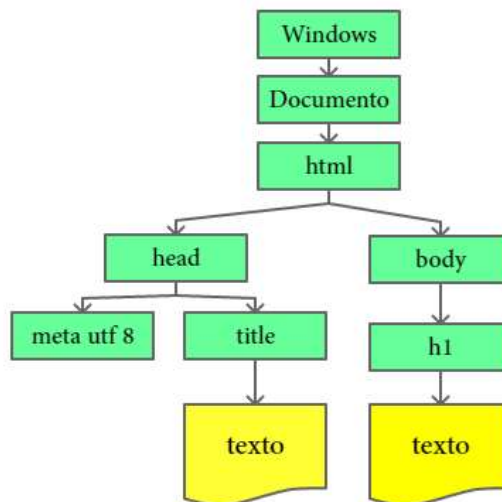 Windows
Documento
html
head
body
meta utf 8
title
h1
texto
texto